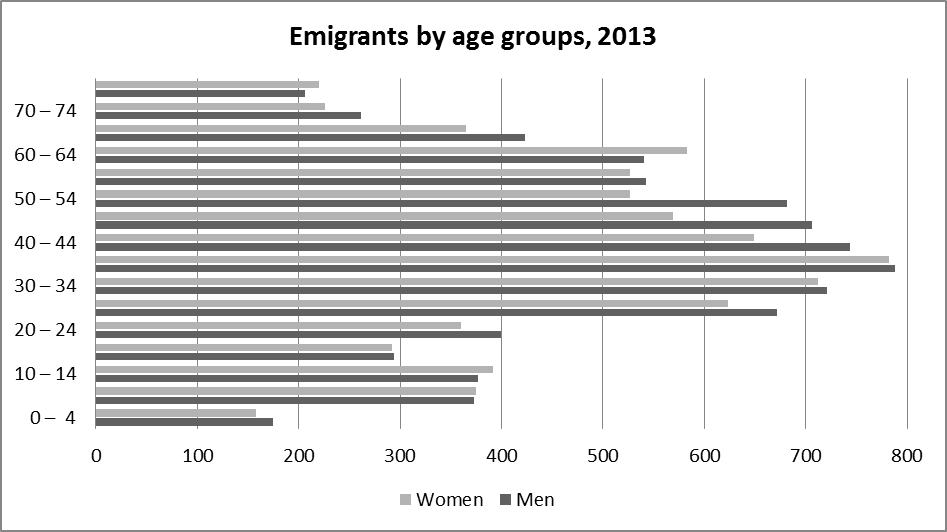 Emigrants by age groups, 2013
70 – 74
60 – 64
50 – 54
40 – 44
30 – 34
20 – 24
10 – 14
0 – 4
0 100 200 300 400 500 600 700 800
Women Men